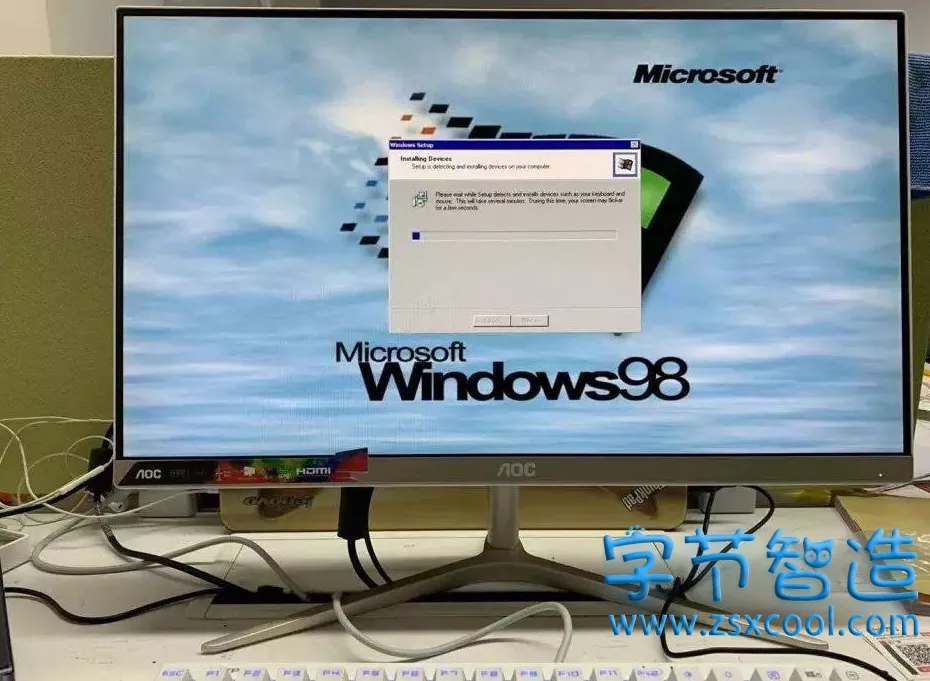 Microsoft
Windows Setup
Installing Devices
Setup is detecting and installing devices on your computer.
Please wait while Setup detects and installs devices such as your keyboard and
mouse. This will take several minutes. During this time, your screen may flicker
for a few seconds.
Microsoft
Windows98
AOC
HDMI
AOC
lenovo
ThinkPad
字节智造
www.zsxcool.com
ESC F1 F2 F3 F4 F5 F6 F7 F8 F9 F10 F11 F12